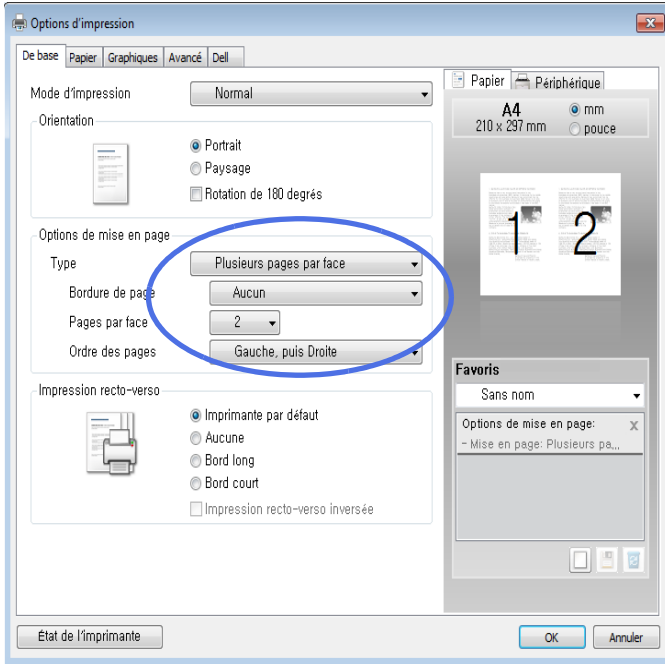 Options d'impression
De base Papier Graphiques Avancé Dell
Mode d'impression Normal
Orientation
Portrait
Paysage
Rotation de 180 degrés
Options de mise en page
Type Plusieurs pages par face
Bordure de page Aucun
Pages par face 2
Ordre des pages Gauche, puis Droite
Impression recto-verso
Imprimante par défaut
Aucune
Bord long
Bord court
Impression recto-verso inversée
Papier Périphérique
A4 mm
210 x 297 mm pouce
1 2
Favoris
Sans nom
Options de mise en page: X
- Mise en page: Plusieurs pa...
État de l'imprimante OK Annuler